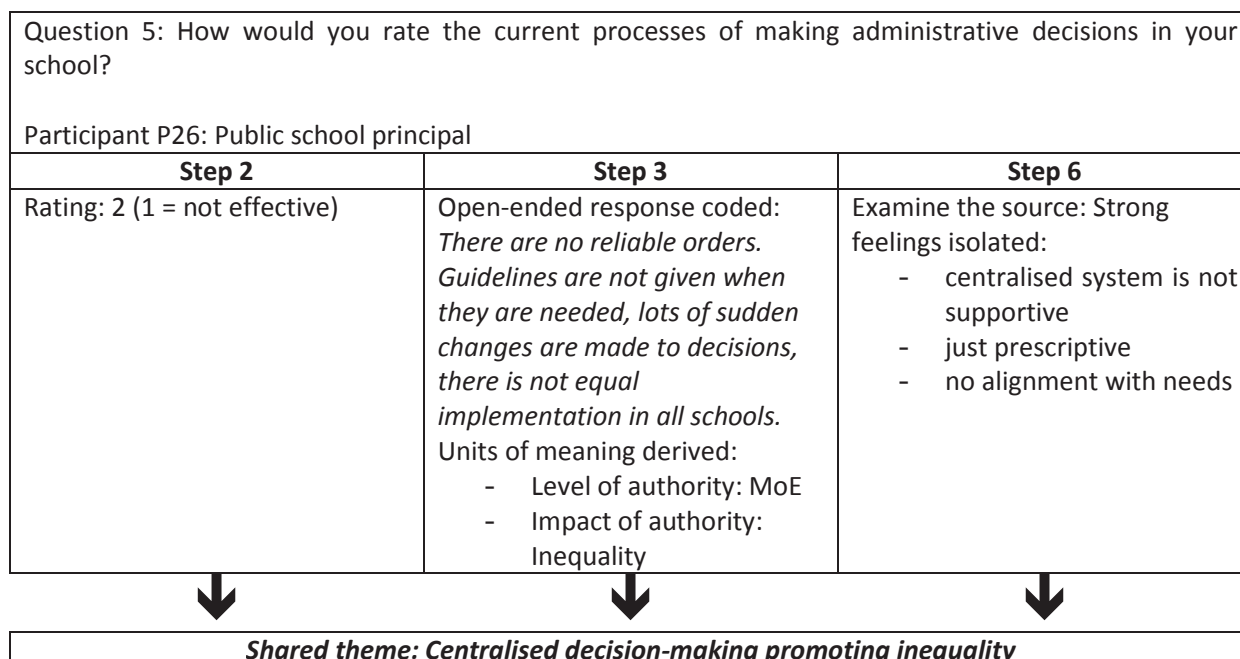 Question 5: How would you rate the current processes of making administrative decisions in your
school?
Participant P26: Public school principal
Step 2
Rating: 2 (1 = not effective)
Step 3
Open-ended response coded:
There are no reliable orders.
Guidelines are not given when
they are needed, lots of sudden
changes are made to decisions,
there is not equal
implementation in all schools.
Units of meaning derived:
- Level of authority: MoE
- Impact of authority:
Inequality
Step 6
Examine the source: Strong
feelings isolated:
- centralised system is not
supportive
- just prescriptive
- no alignment with needs
Shared theme: Centralised decision-making promoting inequality